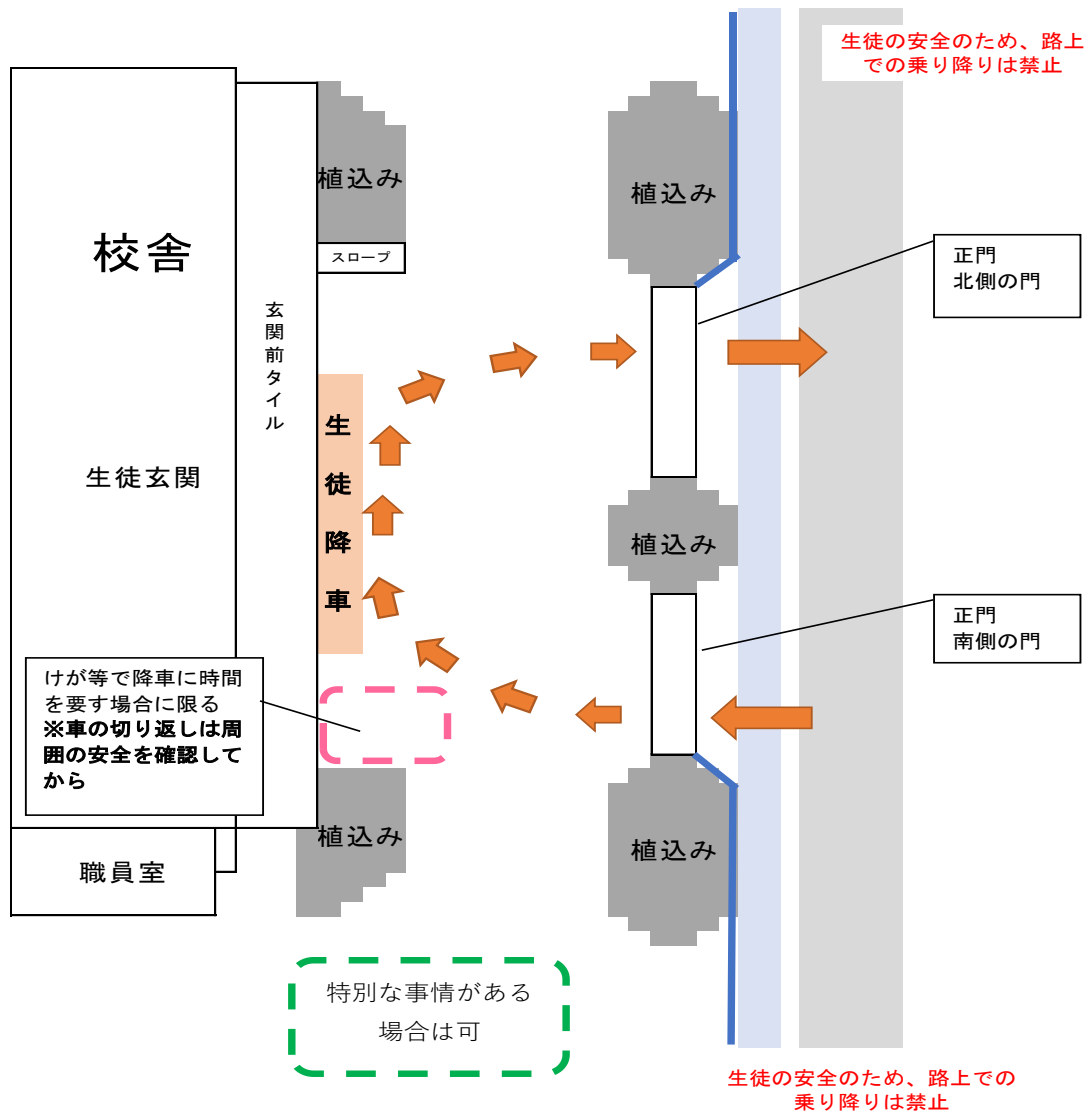 生徒の安全のため、路上
での乗り降りは禁止
植込み
植込み
校舎
スロープ
正門
北側の門
玄関前タイル
生徒降車
生徒玄関
植込み
正門
南側の門
けが等で降車に時間
を要す場合に限る
※車の切り返しは周
囲の安全を確認して
から
植込み
植込み
職員室
特別な事情がある
場合は可
生徒の安全のため、路上での
乗り降りは禁止